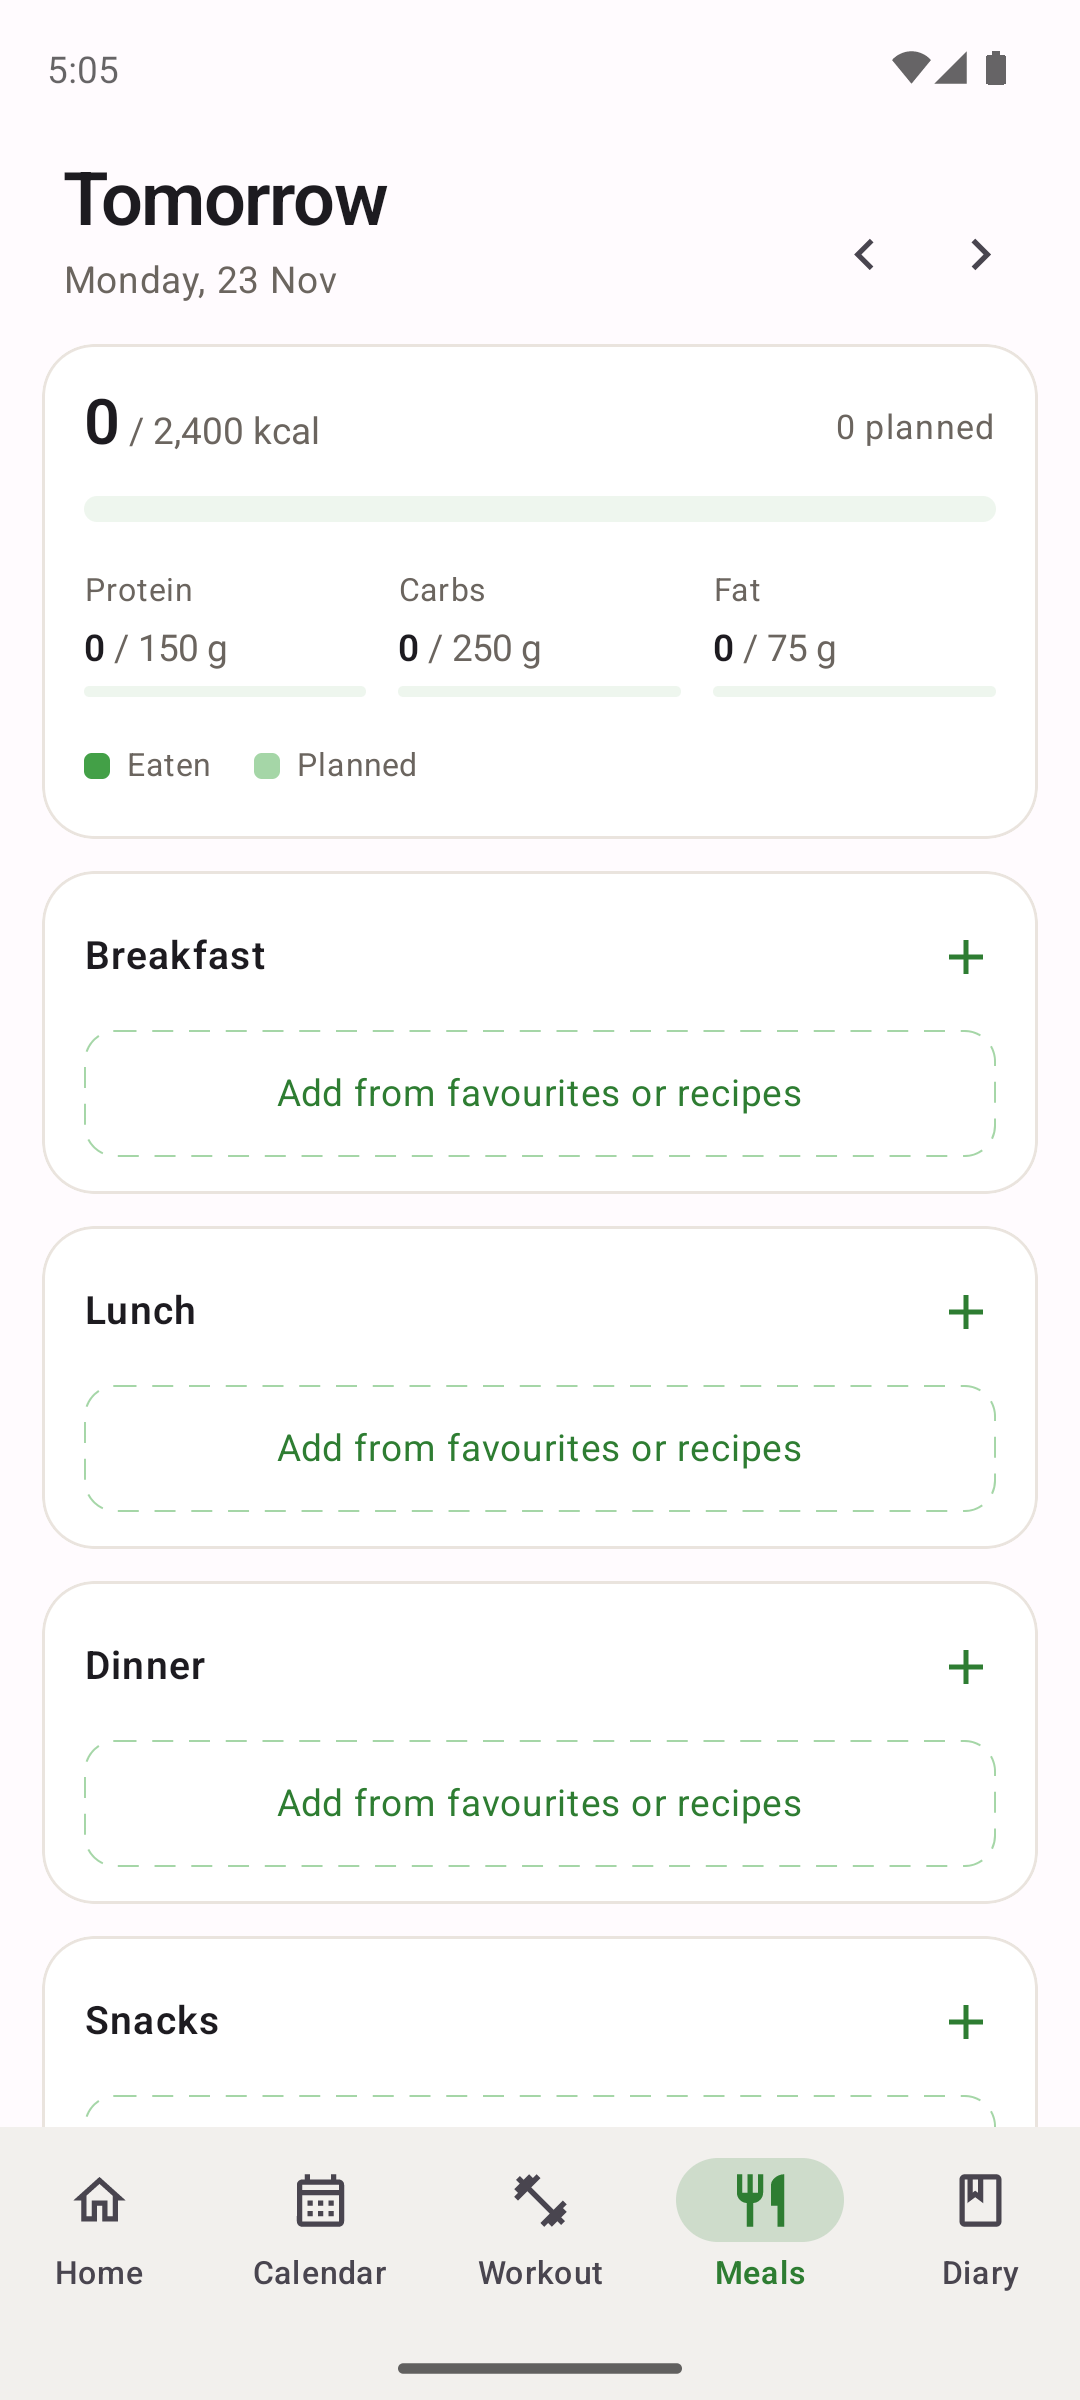 5:05
Tomorrow
Monday, 23 Nov
0 / 2,400 kcal
0 planned
Protein
Carbs
Fat
0 / 150 g
0 / 250 g
0 / 75 g
Eaten
Planned
Breakfast
Add from favourites or recipes
Lunch
Add from favourites or recipes
Dinner
Add from favourites or recipes
Snacks
Home
Calendar
Workout
Meals
Diary